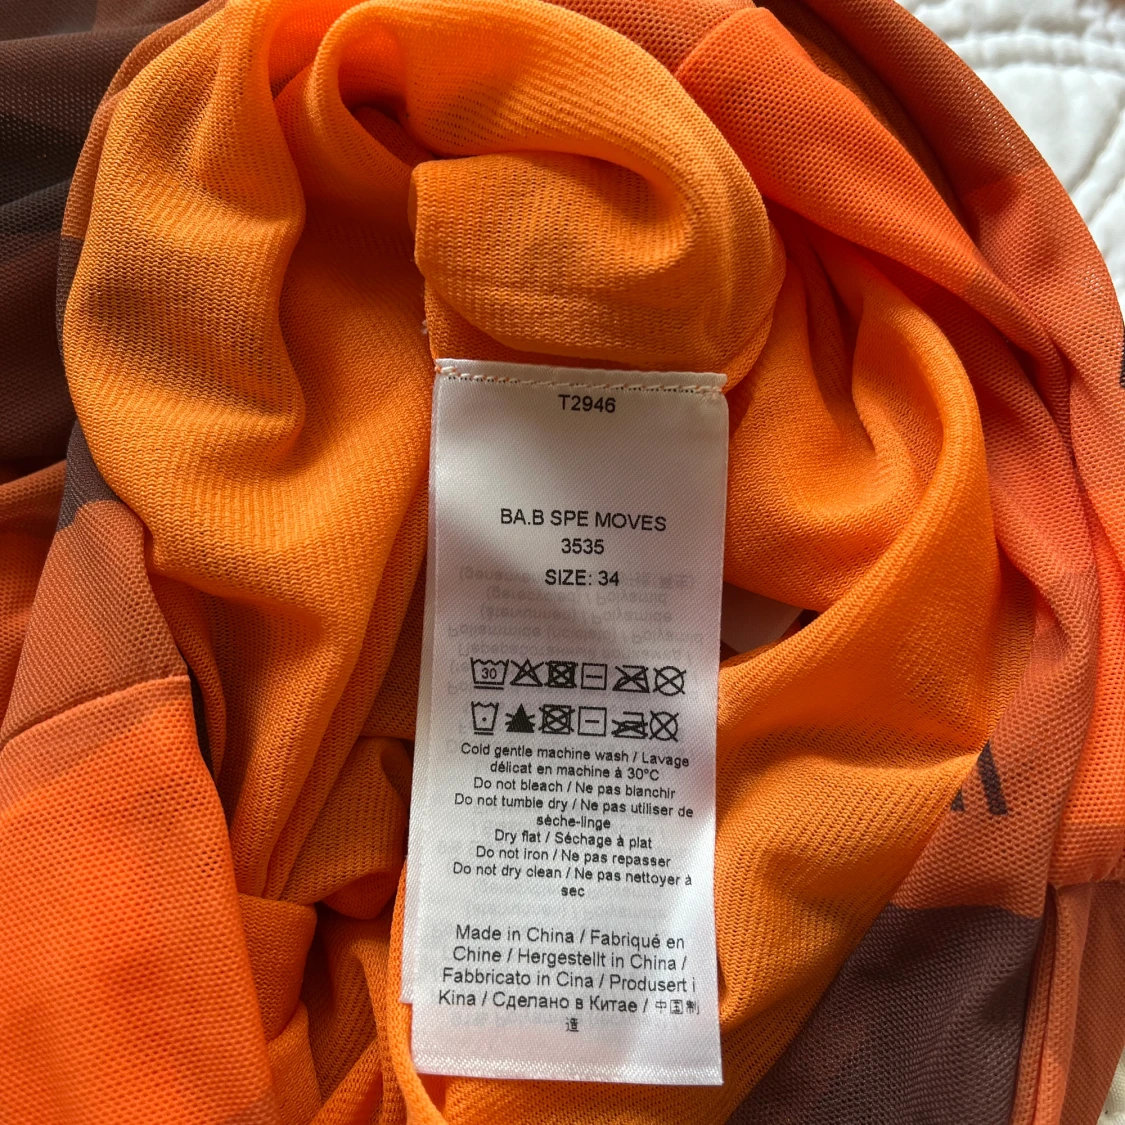 T2946
BA.B SPE MOVES
3535
SIZE: 34
30
Cold gentle machine wash / Lavage
délicat en machine à 30°C
Do not bleach / Ne pas blanchir
Do not tumble dry / Ne pas utiliser de
sèche-linge
Dry flat / Séchage à plat
Do not iron / Ne pas repasser
Do not dry clean / Ne pas nettoyer à
sec
Made in China / Fabriqué en
Chine / Hergestellt in China /
Fabbricato in Cina / Produsert i
Kina / Сделано в Китае / 中国制
造